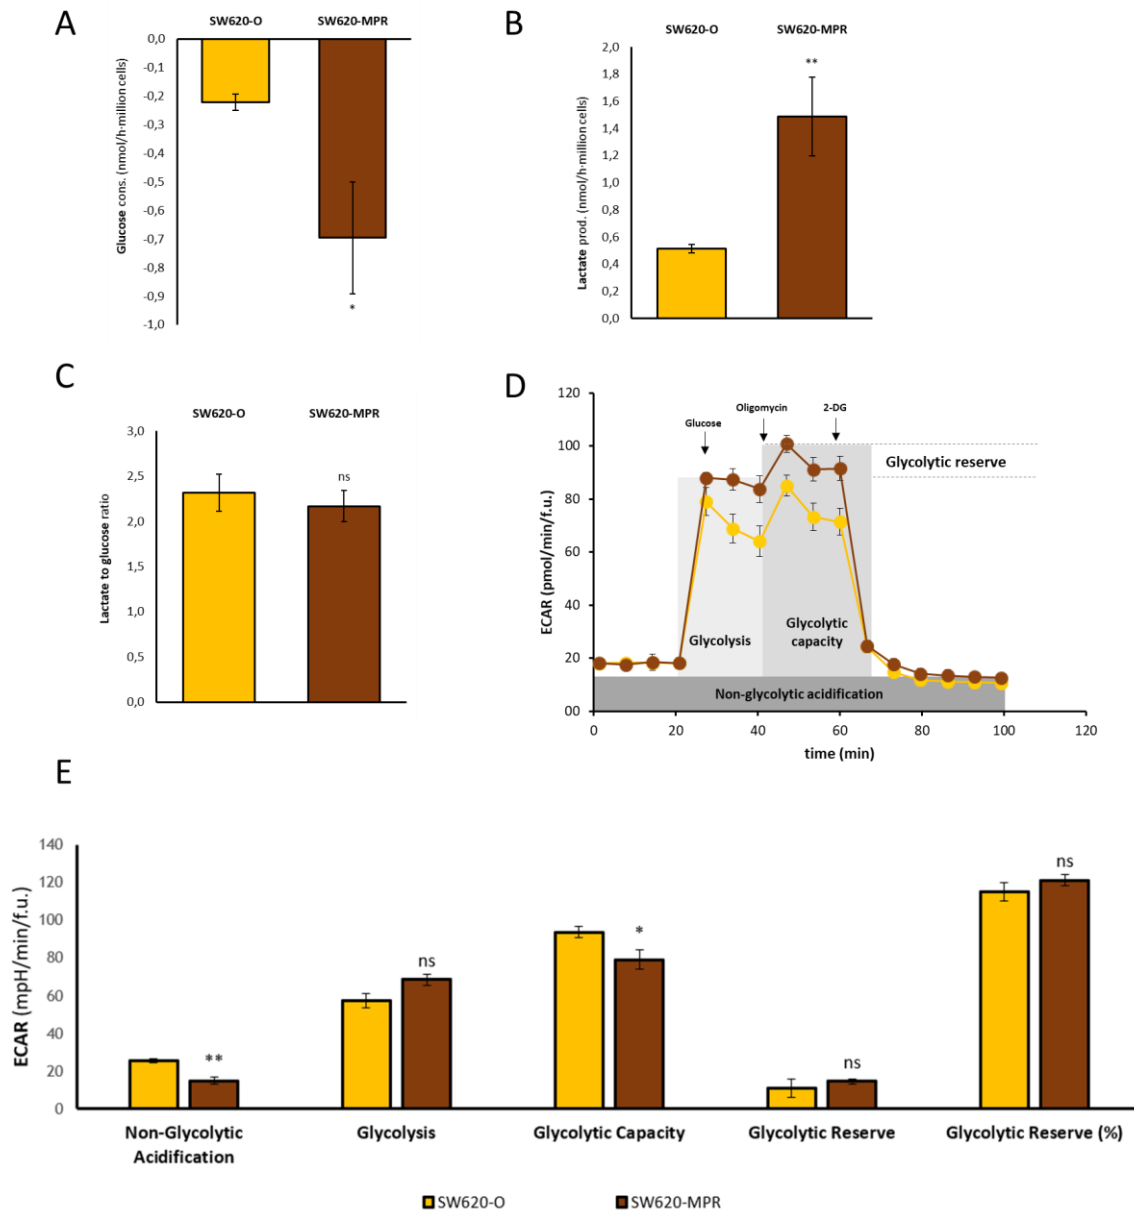 A
SW620-O SW620-MPR
0,0
-0,1
-0,2
-0,3
-0,4
-0,5
-0,6
-0,7
-0,8
-0,9
-1,0
Glucose cons. (nmol/h·million cells)
*
B
SW620-O SW620-MPR
2,0
1,8
1,6
1,4
1,2
1,0
0,8
0,6
0,4
0,2
0,0
Lactate prod. (nmol/h·million cells)
**
C
SW620-O SW620-MPR
3,0
2,5
2,0
1,5
1,0
0,5
0,0
Lactate to glucose ratio
ns
D
120
100
80
60
40
20
00
ECAR (pmol/min/f.u.)
Glucose
Oligomycin
2-DG
Glycolytic reserve
Glycolysis
Glycolytic
capacity
Non-glycolytic acidification
0 20 40 60 80 100 120
time (min)
E
140
120
100
80
60
40
20
0
ECAR (mpH/min/f.u.)
**
ns
*
ns
ns
Non-Glycolytic
Acidification
Glycolysis
Glycolytic Capacity
Glycolytic Reserve
Glycolytic Reserve (%)
SW620-O SW620-MPR